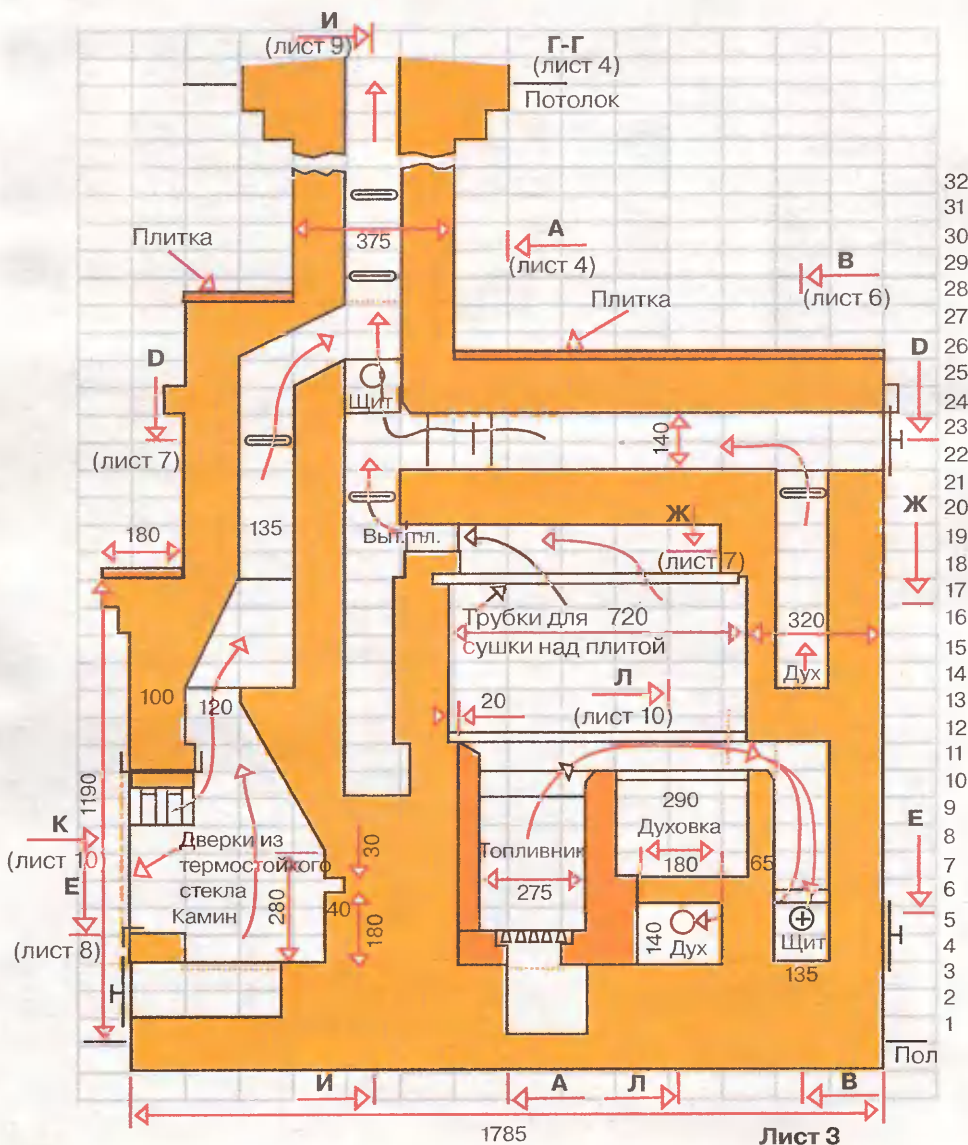 И
(лист 9)
Г-Г
(лист 4)
Потолок
32
31
30
29
28
27
26
25
24
23
22
21
20
19
18
17
16
15
14
13
12
11
10
9
8
7
6
5
4
3
2
1
375
А
(лист 4)
В
(лист 6)
Плитка
Плитка
D
(лист 7)
D
Щит
140
Ж
180
135
Выт.пл.
Ж
(лист 7)
Трубки для 720
сушки над плитой
320
Дух
Л
(лист 10)
20
100
120
1190
К
(лист 10)
Е
(лист 8)
Дверки из
термостойкого
стекла
Камин
280
30
40
180
Топливник
275
290
Духовка
180
65
140
Дух
Щит
135
Е
Пол
И
А
Л
В
1785
Лист 3